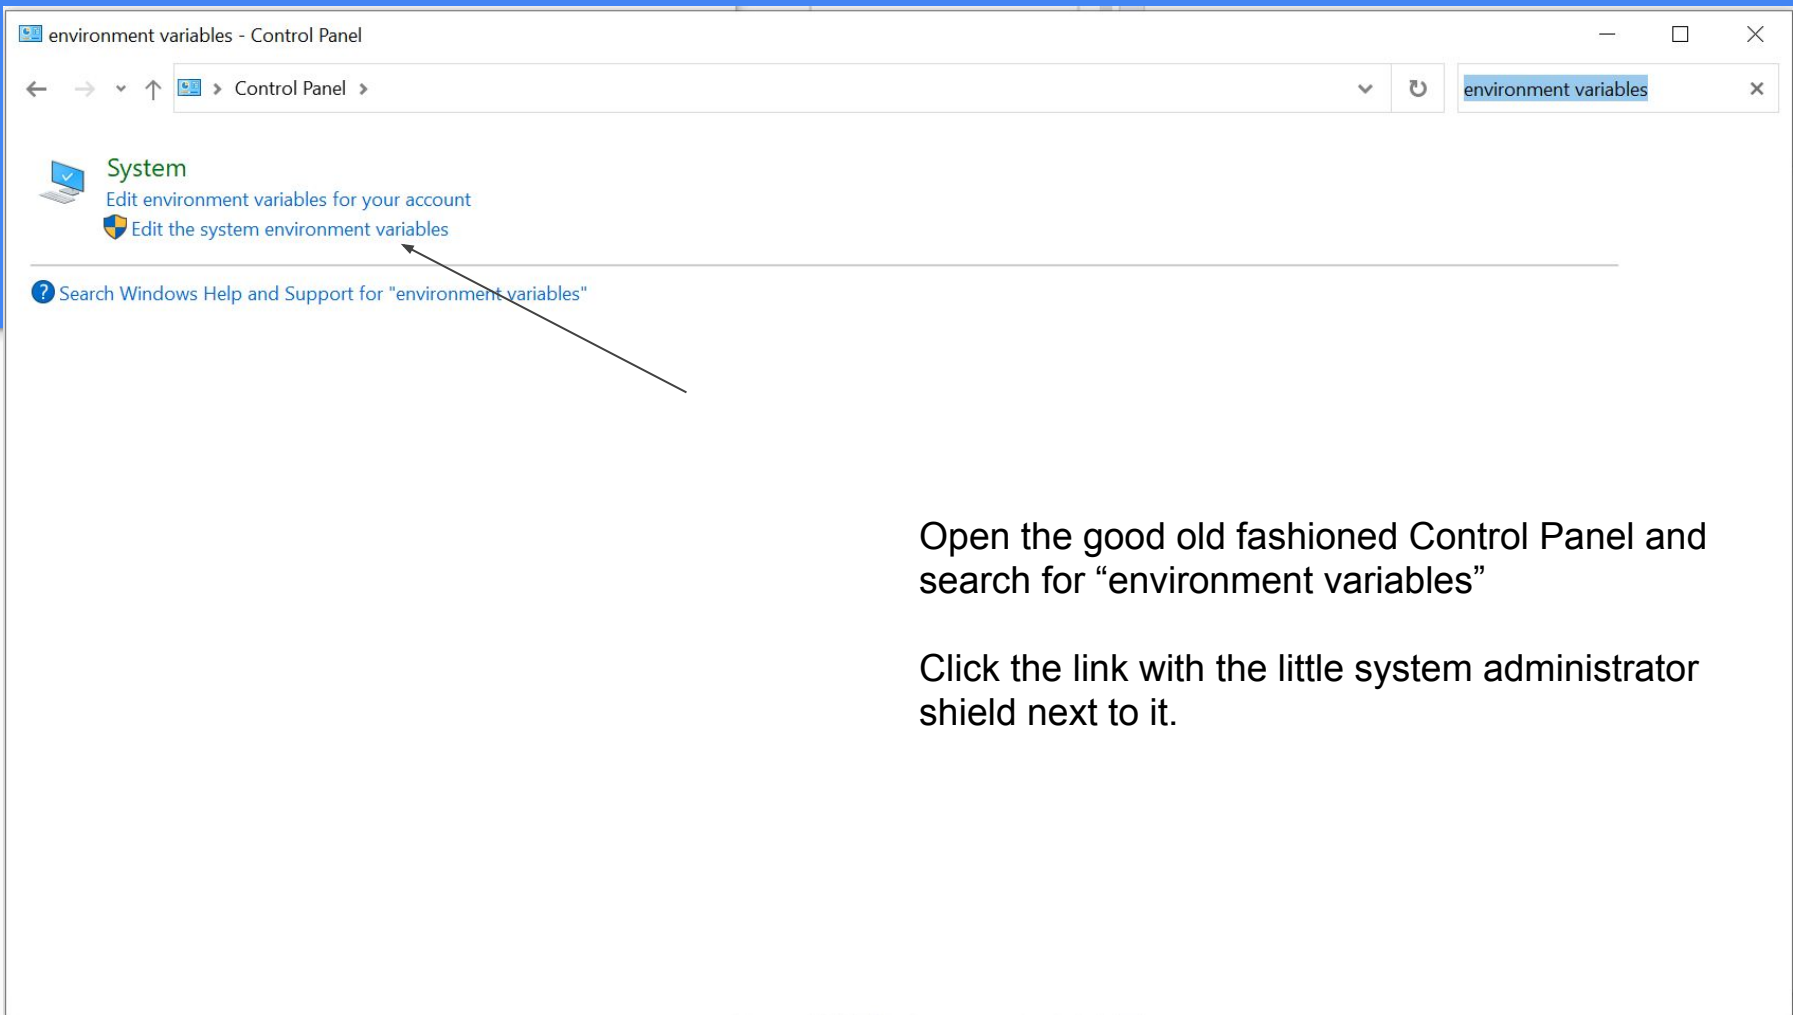 environment variables - Control Panel
Control Panel
environment variables
System
Edit environment variables for your account
Edit the system environment variables
? Search Windows Help and Support for "environment variables"
Open the good old fashioned Control Panel and
search for “environment variables”
Click the link with the little system administrator
shield next to it.